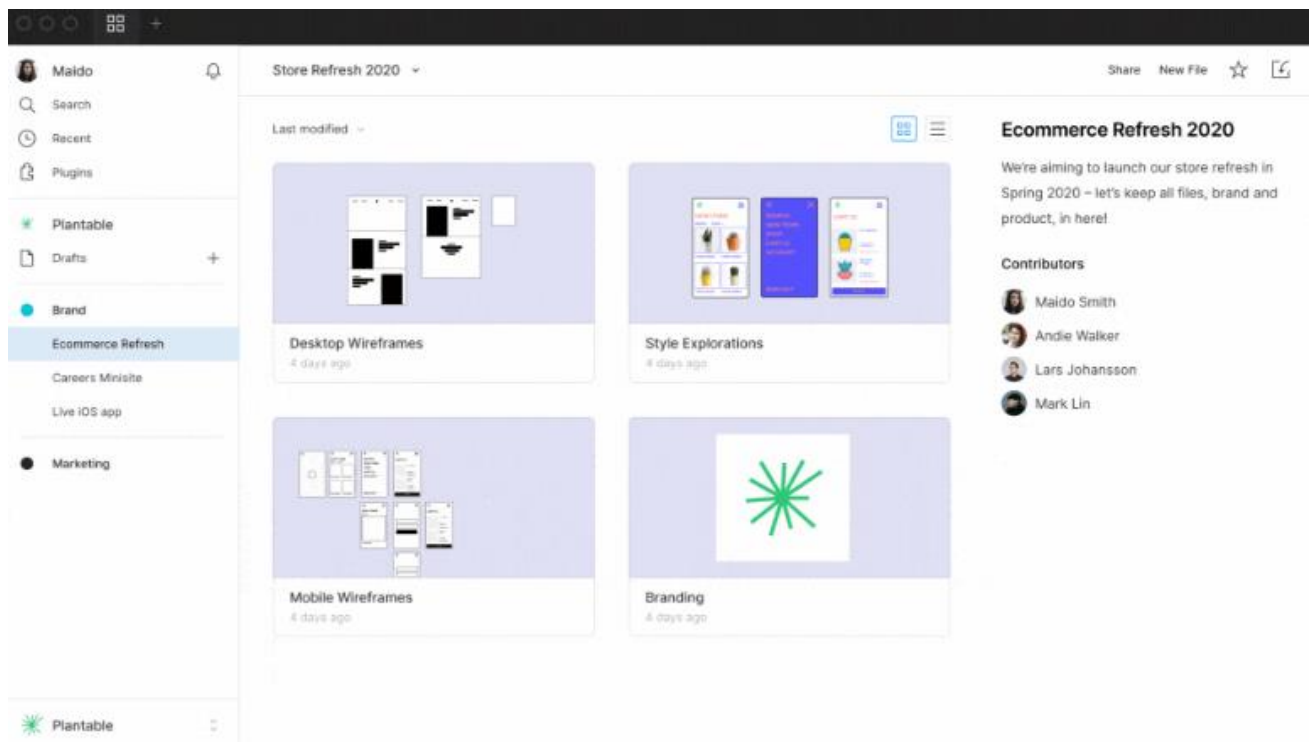 Maido
Search
Recent
Plugins
Plantable
Drafts
Brand
Ecommerce Refresh
Careers Minisite
Live iOS app
Marketing
Plantable
Store Refresh 2020
Share New File
Last modified
Desktop Wireframes
4 days ago
Style Explorations
4 days ago
Mobile Wireframes
4 days ago
Branding
4 days ago
Ecommerce Refresh 2020
We're aiming to launch our store refresh in
Spring 2020 – let's keep all files, brand and
product, in here!
Contributors
Maido Smith
Andie Walker
Lars Johansson
Mark Lin